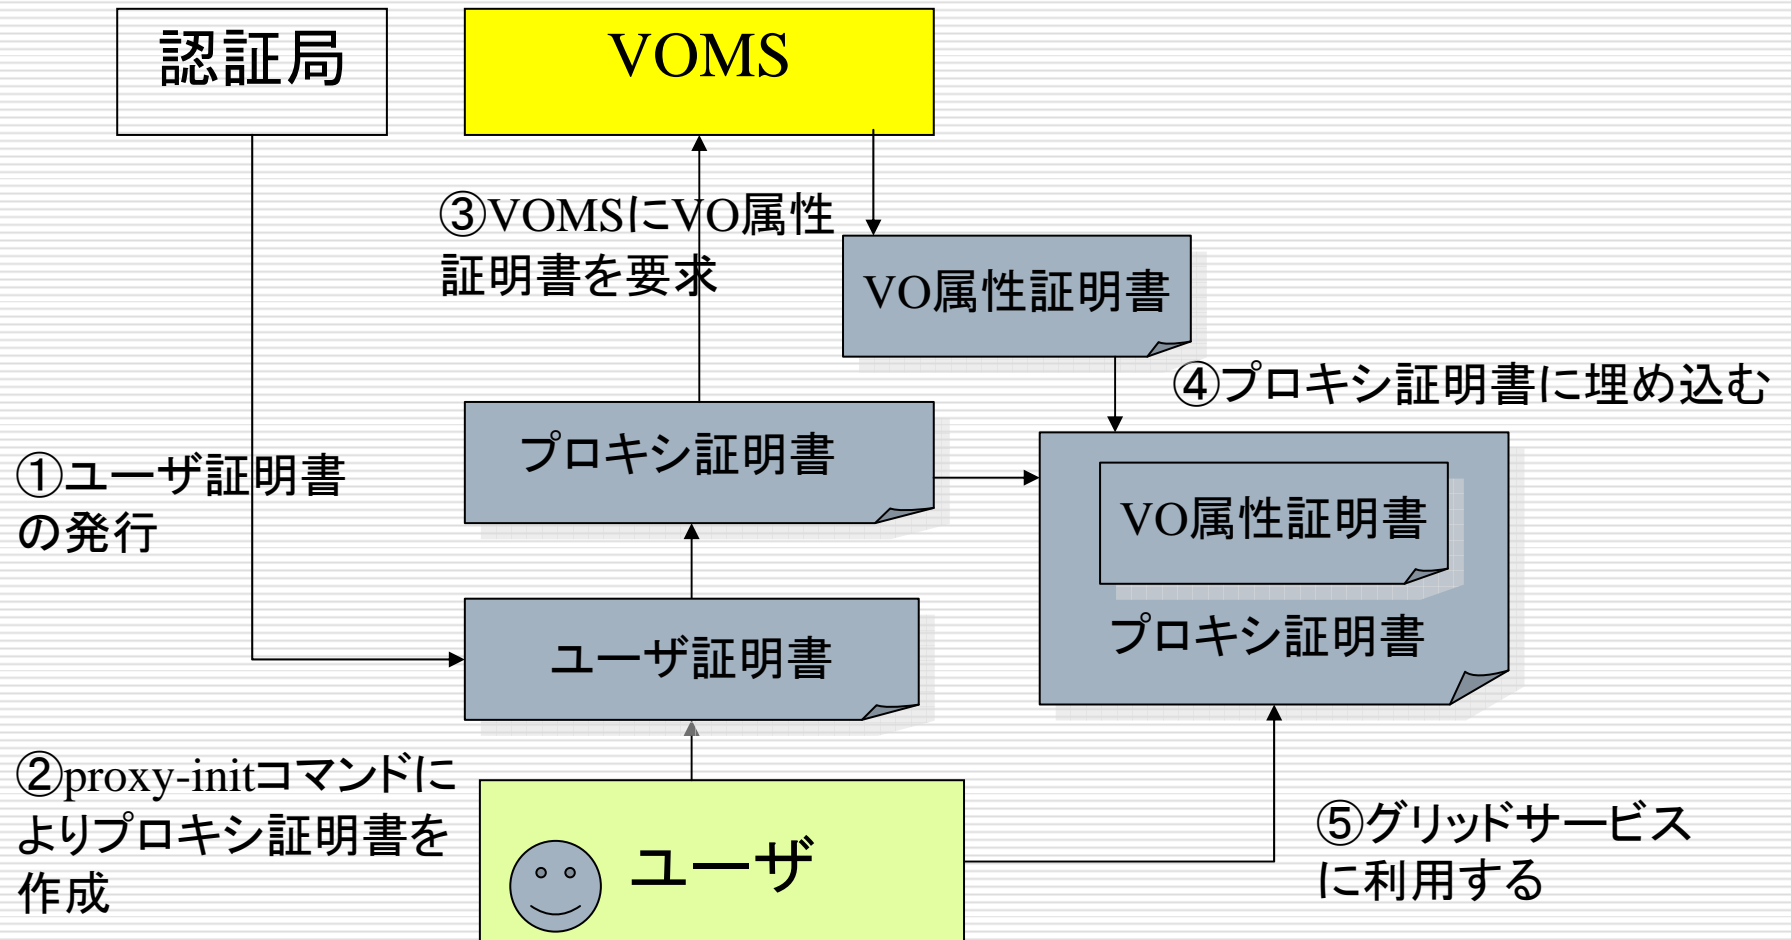 認証局
VOMS
③VOMSにVO属性
証明書を要求
VO属性証明書
④プロキシ証明書に埋め込む
プロキシ証明書
①ユーザ証明書
の発行
VO属性証明書
プロキシ証明書
ユーザ証明書
②proxy-initコマンドに
よりプロキシ証明書を
作成
ユーザ
⑤グリッドサービス
に利用する